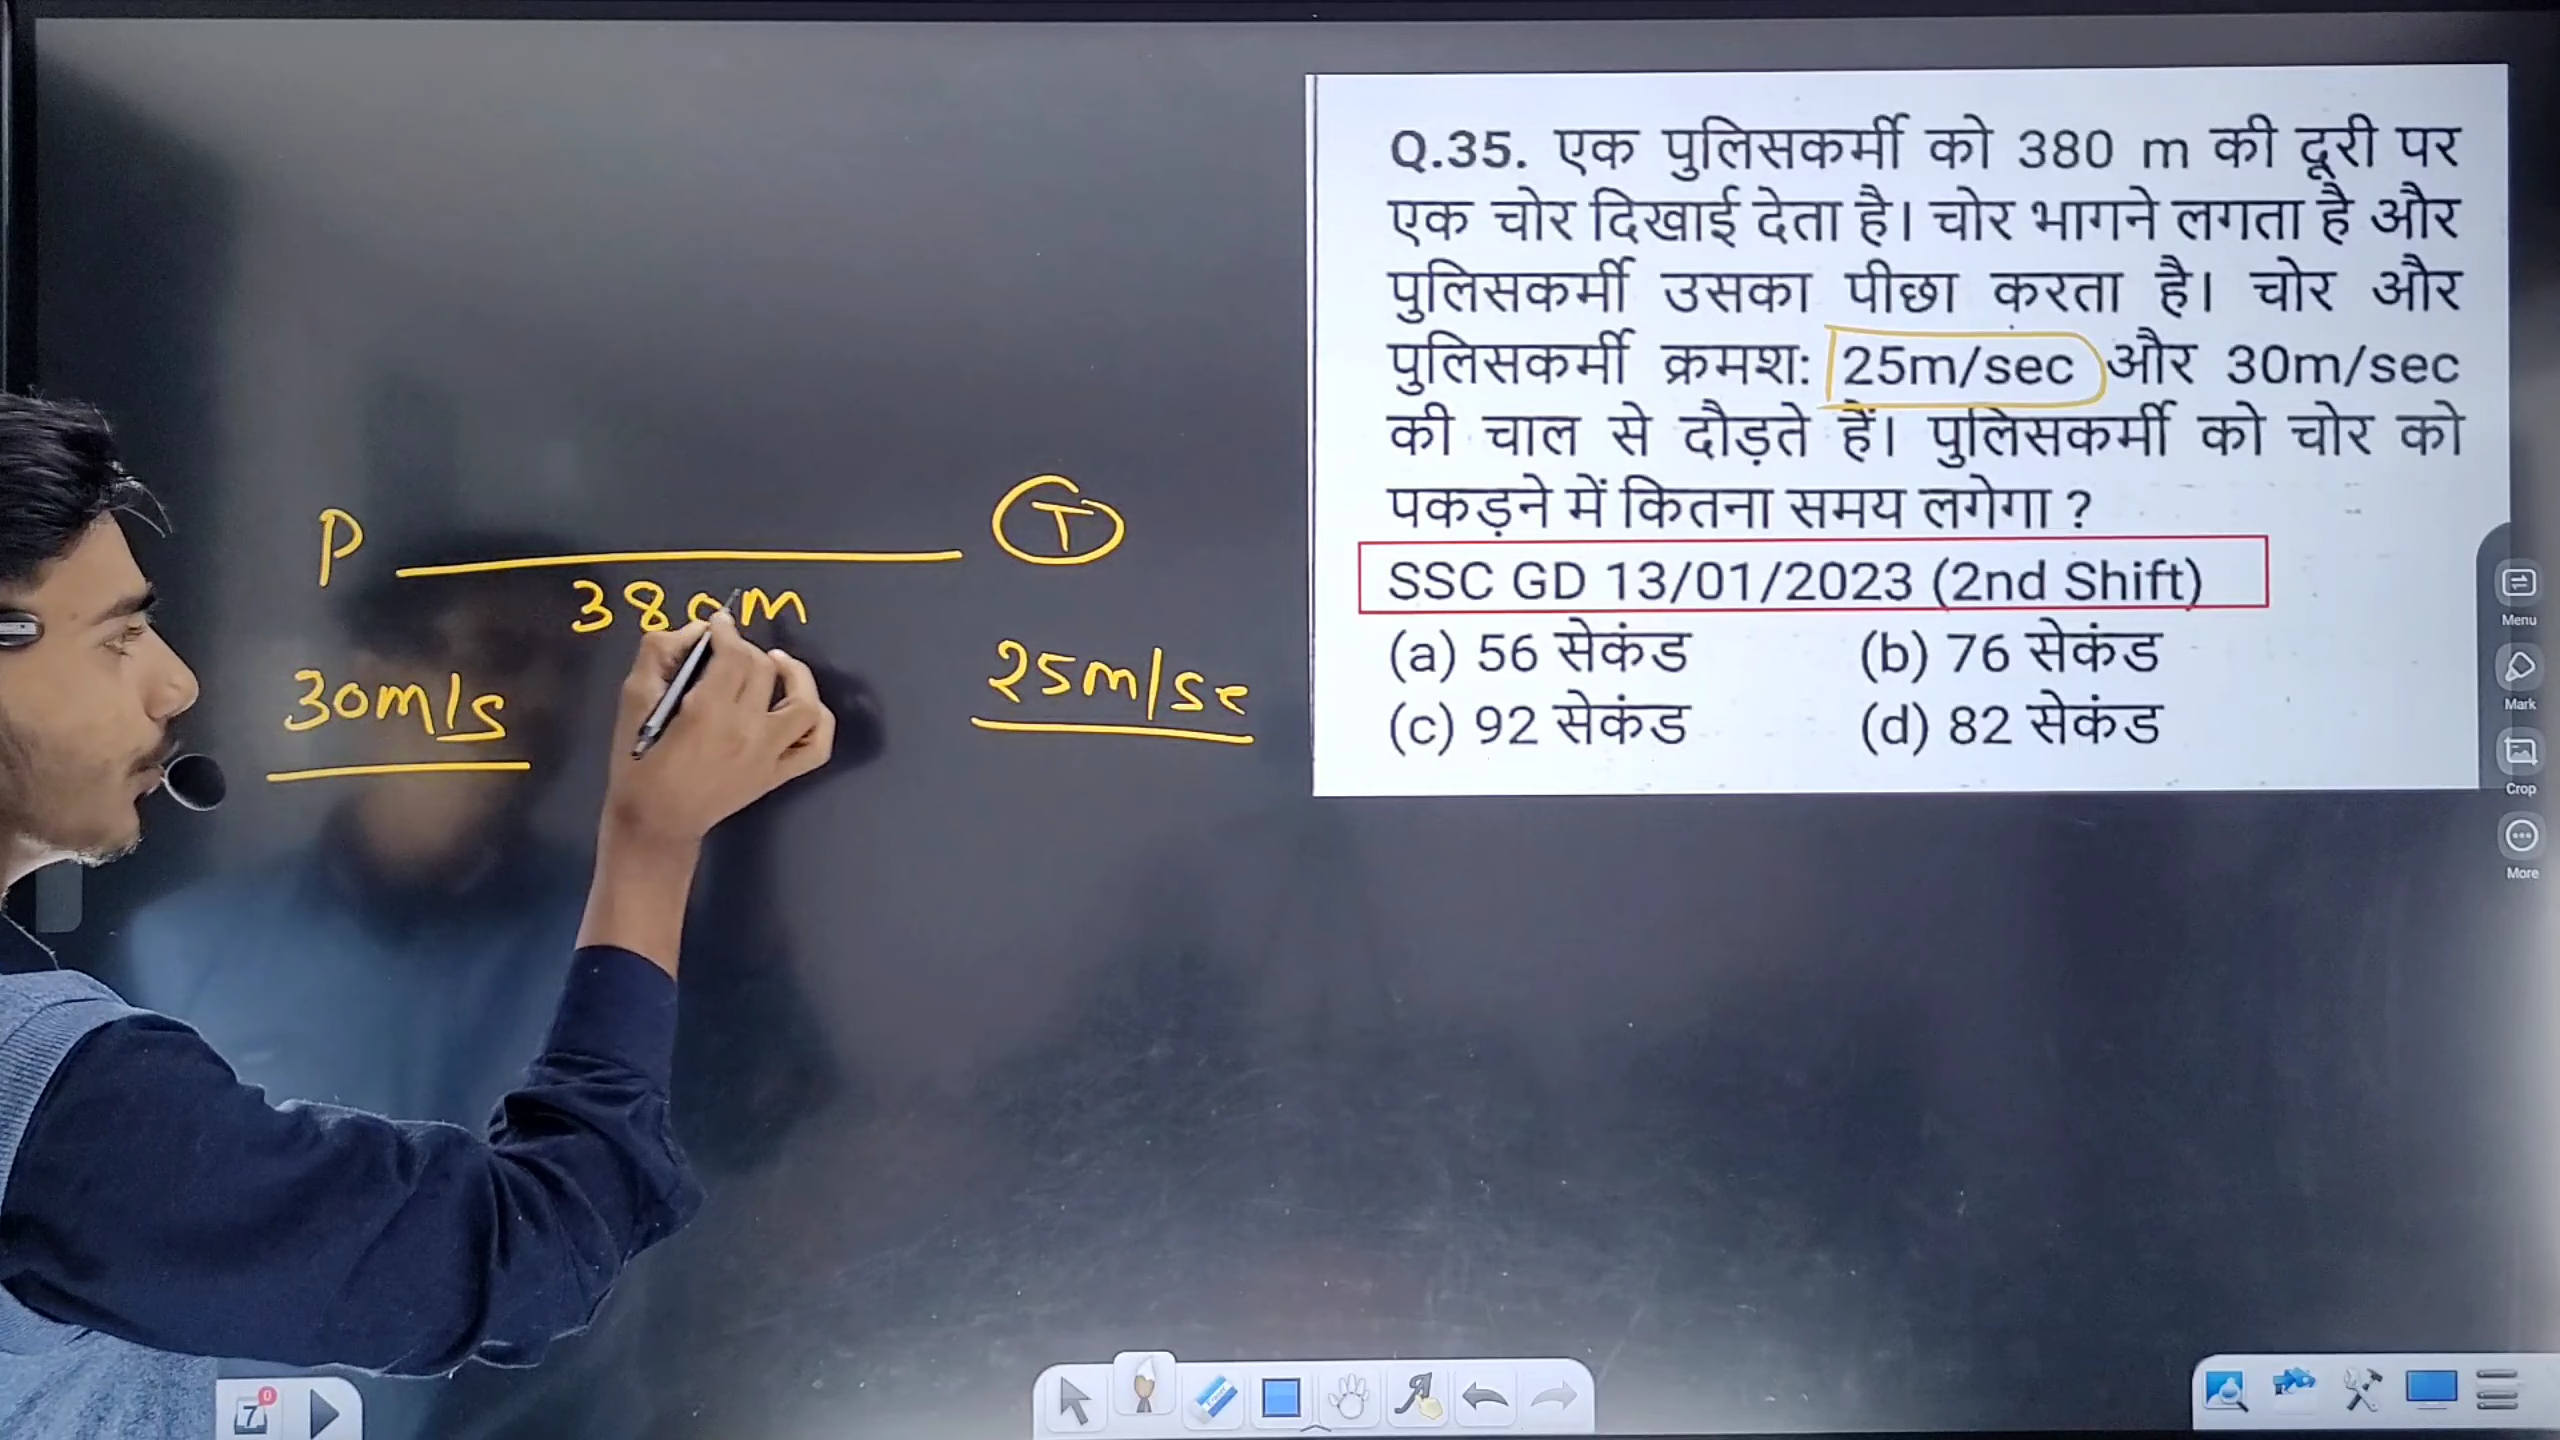 Q.35. एक पुलिसकर्मी को 380 m की दूरी पर
एक चोर दिखाई देता है। चोर भागने लगता है और
पुलिसकर्मी उसका पीछा करता है। चोर और
पुलिसकर्मी क्रमश: 25m/sec और 30m/sec
की चाल से दौड़ते हैं। पुलिसकर्मी को चोर को
पकड़ने में कितना समय लगेगा ?
SSC GD 13/01/2023 (2nd Shift)
(a) 56 सेकंड (b) 76 सेकंड
(c) 92 सेकंड (d) 82 सेकंड
P
T
380m
30m/s
25m/se
Menu
Mark
Crop
More
7
0